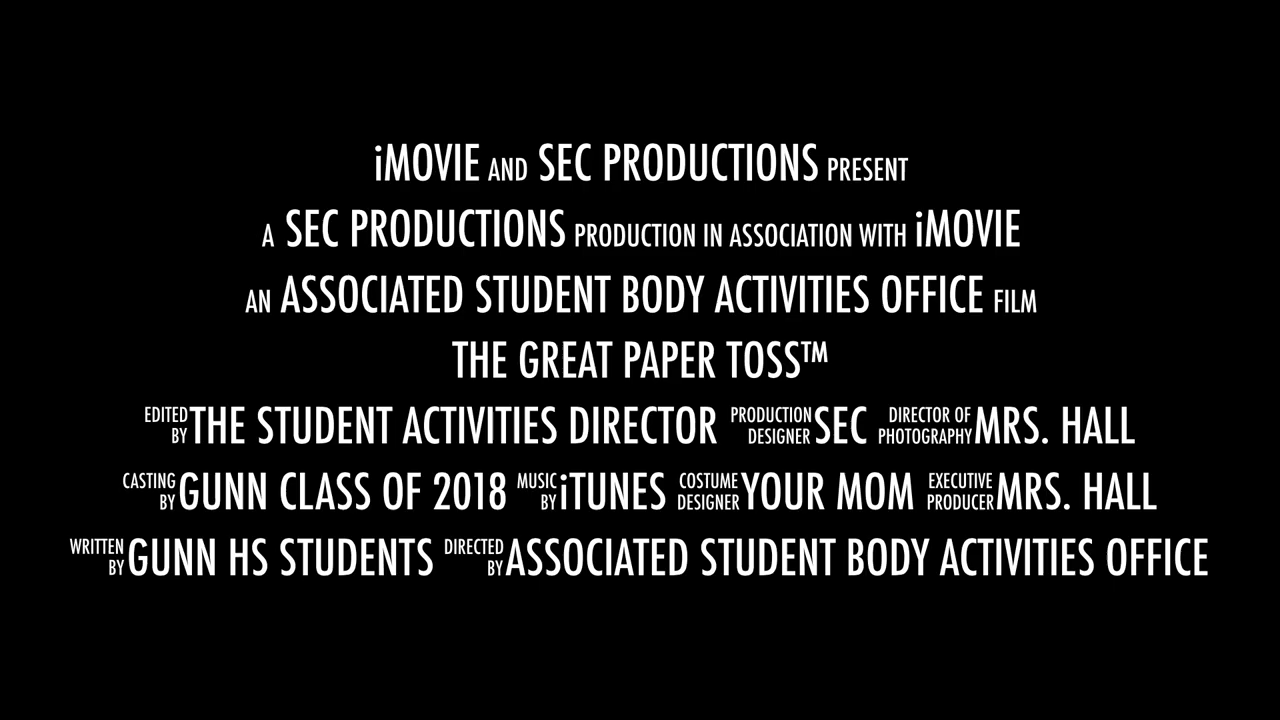 iMOVIE AND SEC PRODUCTIONS PRESENT
A SEC PRODUCTIONS PRODUCTION IN ASSOCIATION WITH iMOVIE
AN ASSOCIATED STUDENT BODY ACTIVITIES OFFICE FILM
THE GREAT PAPER TOSS™
EDITED BY THE STUDENT ACTIVITIES DIRECTOR PRODUCTION DESIGNER SEC DIRECTOR OF PHOTOGRAPHY MRS. HALL
CASTING BY GUNN CLASS OF 2018 MUSIC BY iTUNES COSTUME DESIGNER YOUR MOM EXECUTIVE PRODUCER MRS. HALL
WRITTEN BY GUNN HS STUDENTS DIRECTED BY ASSOCIATED STUDENT BODY ACTIVITIES OFFICE